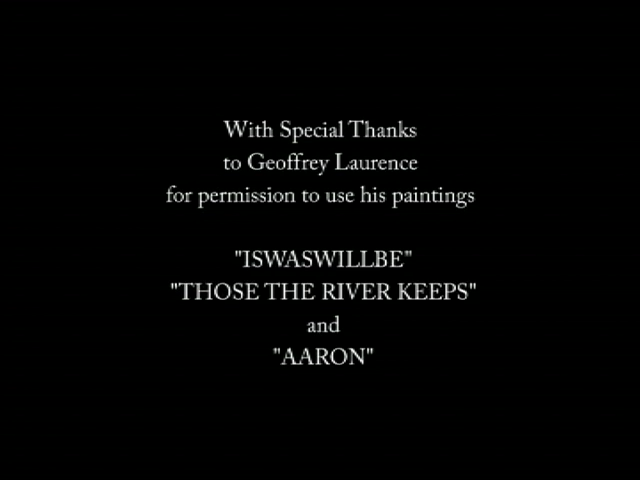 With Special Thanks
to Geoffrey Laurence
for permission to use his paintings
"ISWASWILLBE"
"THOSE THE RIVER KEEPS"
and
"AARON"